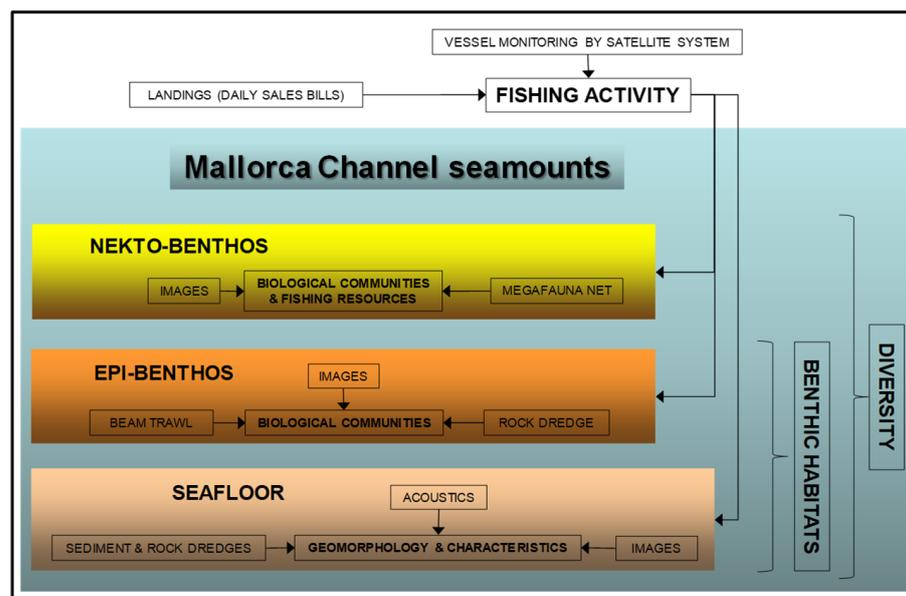 VESSEL MONITORING BY SATELLITE SYSTEM
LANDINGS (DAILY SALES BILLS)
FISHING ACTIVITY
Mallorca Channel seamounts
NEKTO-BENTHOS
IMAGES
BIOLOGICAL COMMUNITIES
& FISHING RESOURCES
MEGAFAUNA NET
EPI-BENTHOS
IMAGES
BEAM TRAWL
BIOLOGICAL COMMUNITIES
ROCK DREDGE
SEAFLOOR
ACOUSTICS
SEDIMENT & ROCK DREDGES
GEOMORPHOLOGY & CHARACTERISTICS
IMAGES
BENTHIC HABITATS
DIVERSITY